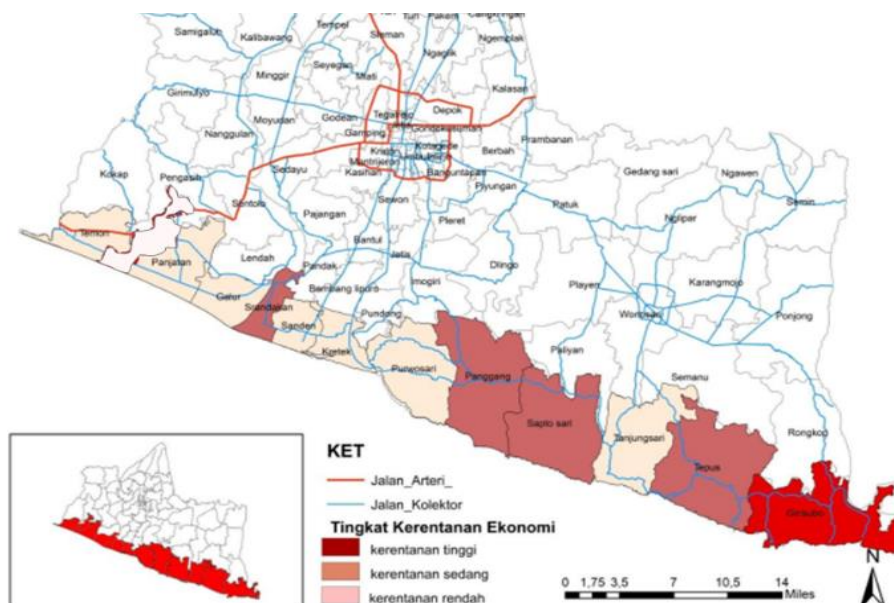 Tempel
Turi
Pakem
Cangkringan
Samigaluh
Kalibawang
Sleman
Ngemplak
Seyegan
Ngaglik
Minggir
Mlati
Kalasan
Girimulyo
Depok
Godean
Moyudan
Gamping
Prambanan
Nanggulan
Kotagede
Berbah
Gedang sari
Ngawen
Kasihan
Banguntapan
Kokap
Pengasih
Sedayu
Piyungan
Semin
Sentolo
Sewon
Patuk
Nglipar
Pajangan
Pleret
Temon
Bantul
Jetis
Lendah
Panjatan
Pandak
Dlingo
Karangmojo
Bambang lipuro
Imogiri
Playen
Galur
Srandakan
Wonosari
Ponjong
Sanden
Pundong
Kretek
Paliyan
Purwosari
Panggang
Semanu
Sapto sari
Tanjungsari
Rongkop
Tepus
Girisubo
KET
Jalan_Arteri_
Jalan_Kolektor
Tingkat Kerentanan Ekonomi
kerentanan tinggi
kerentanan sedang
kerentanan rendah
0 1,75 3,5 7 10,5 14
Miles
N